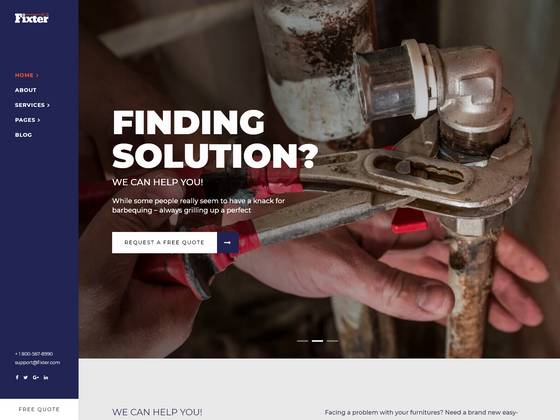 Fixter
HOME >
ABOUT
SERVICES >
PAGES >
BLOG
FINDING
SOLUTION?
WE CAN HELP YOU!
While some people really seem to have a knack for
barbequing – always grilling up a perfect
REQUEST A FREE QUOTE
+ 1 800-567-8990
support@fixter.com
FREE QUOTE
WE CAN HELP YOU!
Facing a problem with your furnitures? Need a brand new easy-